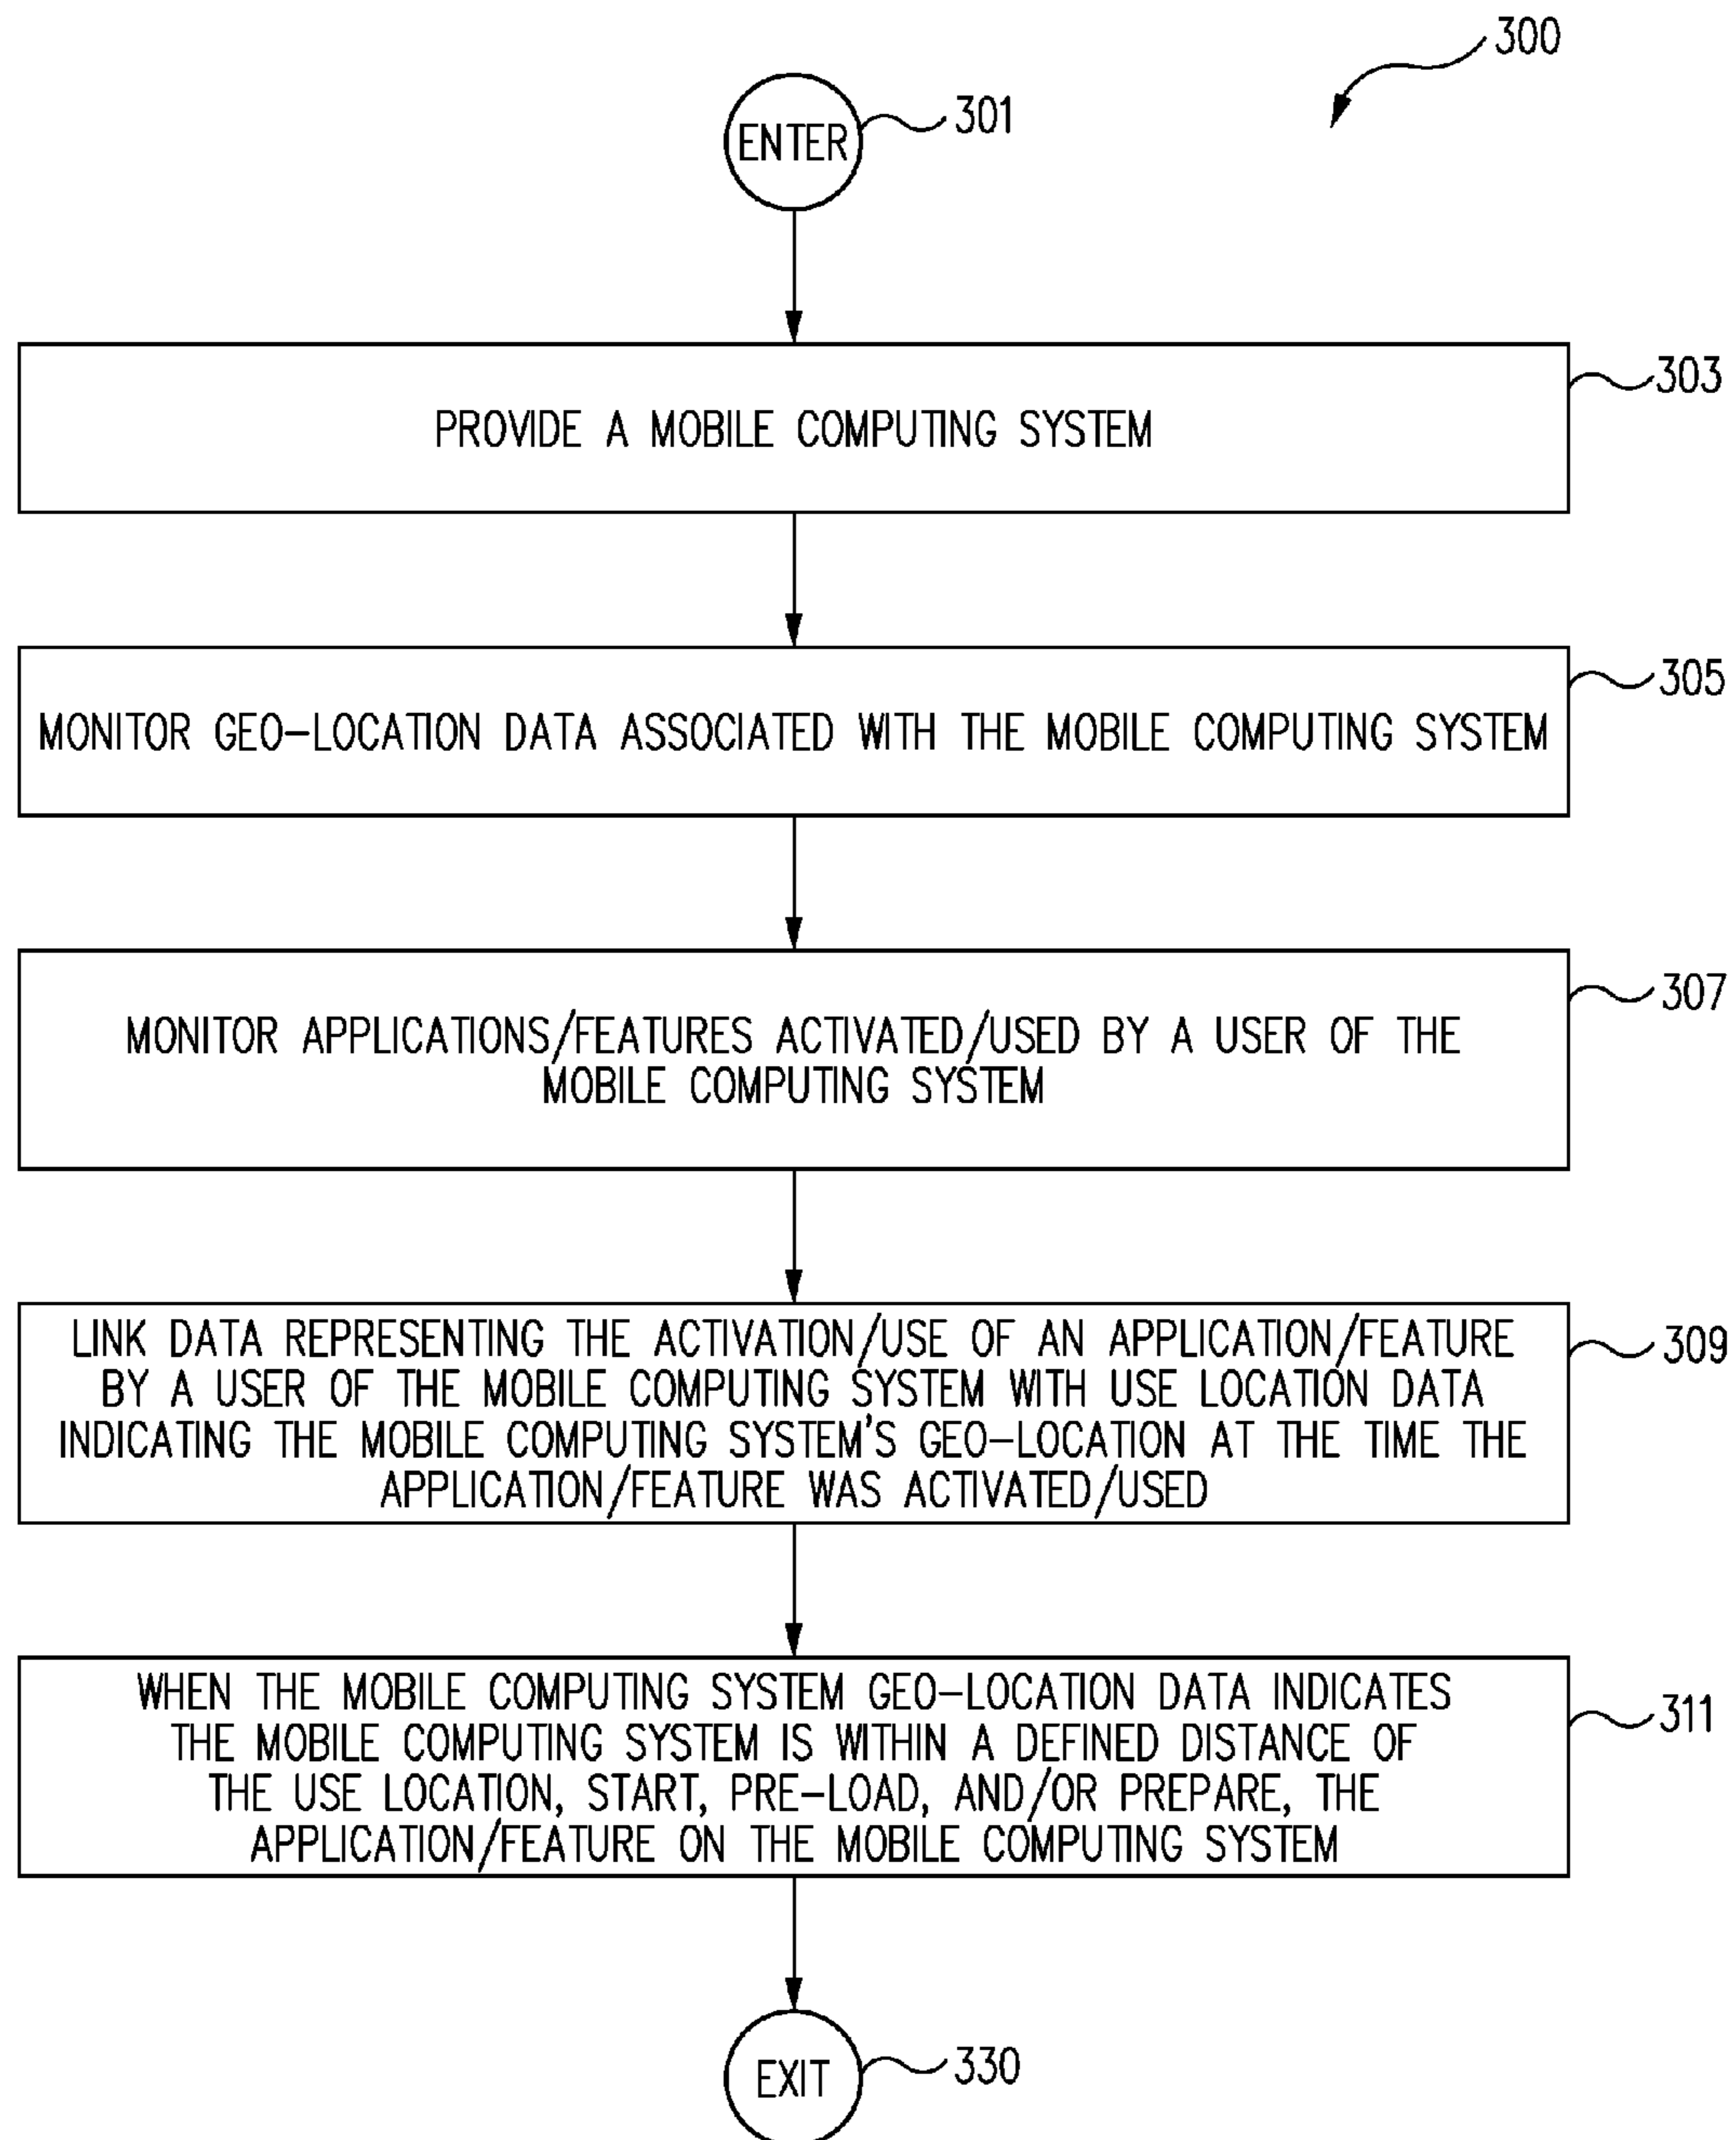 300
ENTER
301
303
PROVIDE A MOBILE COMPUTING SYSTEM
305
MONITOR GEO-LOCATION DATA ASSOCIATED WITH THE MOBILE COMPUTING SYSTEM
307
MONITOR APPLICATIONS/FEATURES ACTIVATED/USED BY A USER OF THE
MOBILE COMPUTING SYSTEM
309
LINK DATA REPRESENTING THE ACTIVATION/USE OF AN APPLICATION/FEATURE
BY A USER OF THE MOBILE COMPUTING SYSTEM WITH USE LOCATION DATA
INDICATING THE MOBILE COMPUTING SYSTEM'S GEO-LOCATION AT THE TIME THE
APPLICATION/FEATURE WAS ACTIVATED/USED
311
WHEN THE MOBILE COMPUTING SYSTEM GEO-LOCATION DATA INDICATES
THE MOBILE COMPUTING SYSTEM IS WITHIN A DEFINED DISTANCE OF
THE USE LOCATION, START, PRE-LOAD, AND/OR PREPARE, THE
APPLICATION/FEATURE ON THE MOBILE COMPUTING SYSTEM
EXIT
330